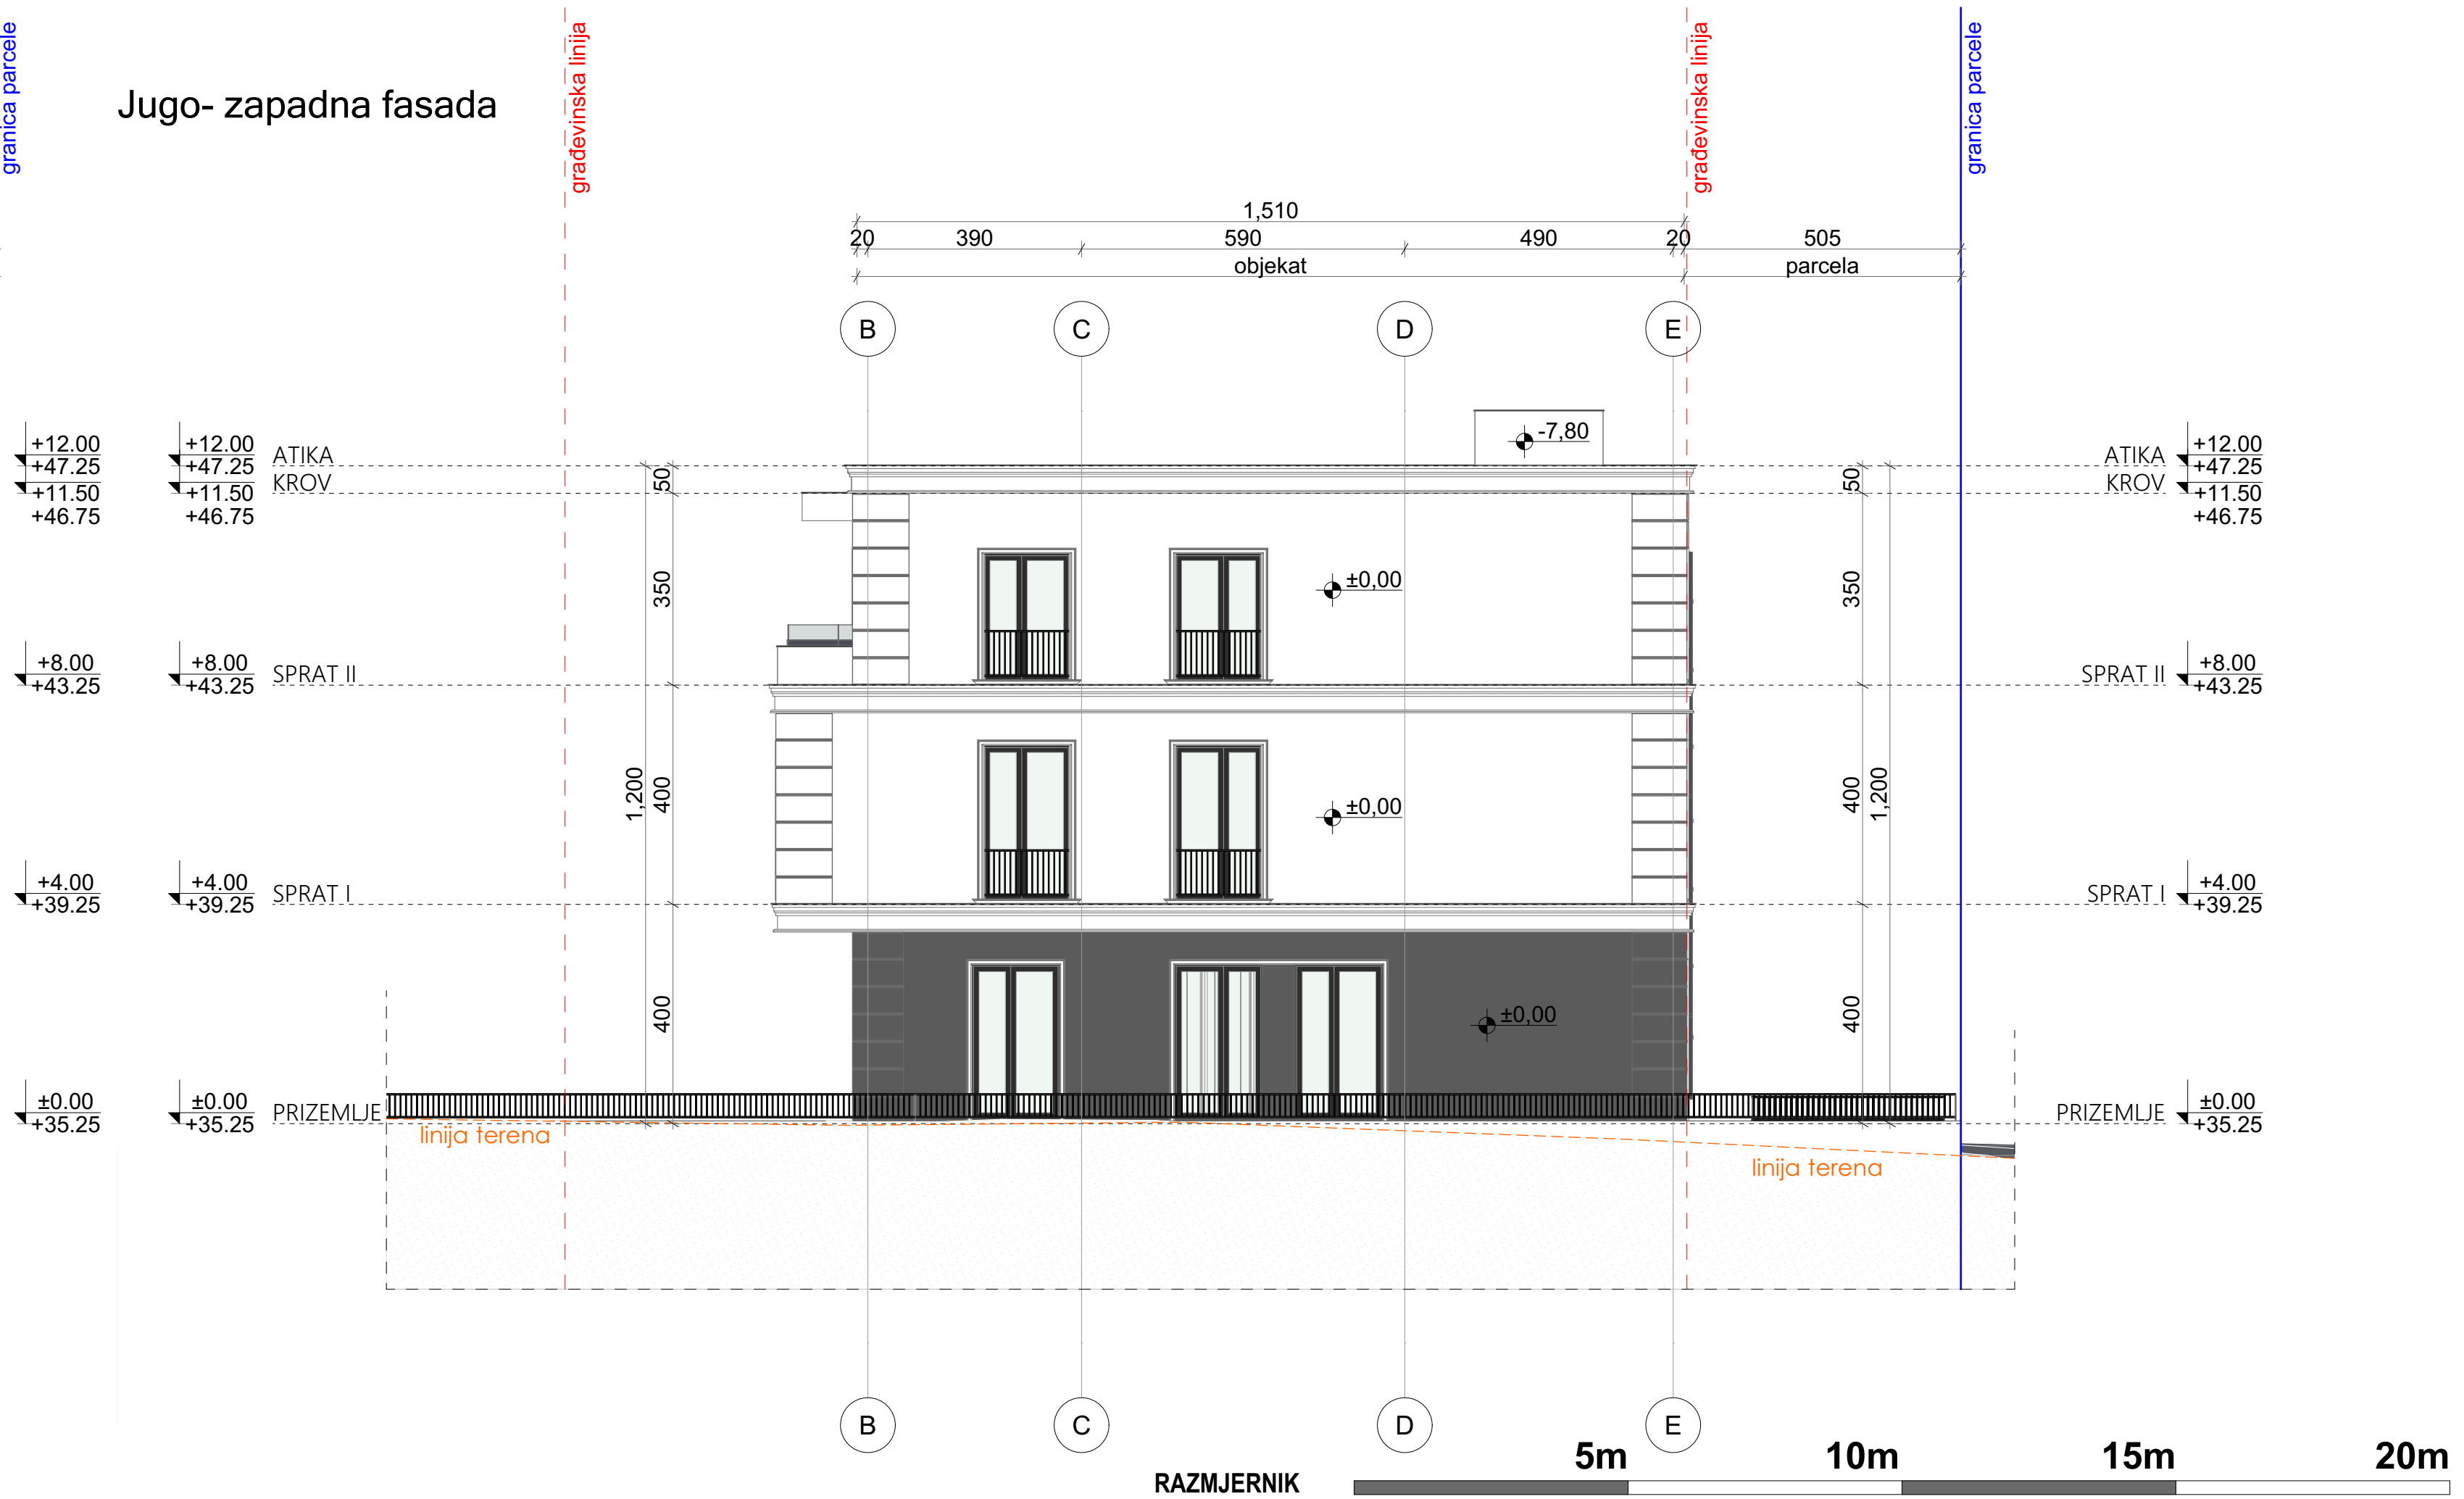 granica parcele
građevinska linija
građevinska linija
granica parcele
Jugo- zapadna fasada
1,510
20 390 590 490 20 505
objekat parcela
B C D E
-7,80
+12.00 +12.00 ATIKA ATIKA +12.00
+47.25 +47.25 +47.25
KROV KROV
+11.50 +11.50 +11.50
+46.75 +46.75 +46.75
50 50
350 ±0,00 350
+8.00 +8.00 SPRAT II SPRAT II +8.00
+43.25 +43.25 +43.25
1,200 400 ±0,00 400 1,200
+4.00 +4.00 SPRAT I SPRAT I +4.00
+39.25 +39.25 +39.25
400 ±0,00 400
±0.00 ±0.00 PRIZEMLJE PRIZEMLJE ±0.00
+35.25 +35.25 +35.25
linija terena
linija terena
B C D E
5m 10m 15m 20m
RAZMJERNIK